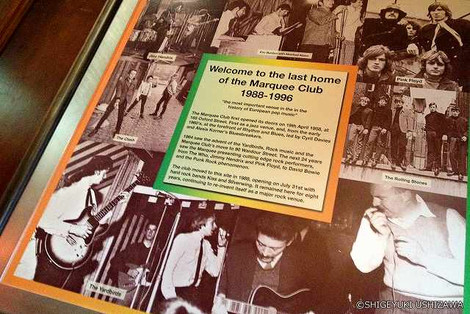 Jimi Hendrix
Pink Floyd
Welcome to the last home
of the Marquee Club
1988-1996
"the most important venue in the in the
history of European pop music"
The Marquee Club first opened its doors on 19th April 1958, at
165 Oxford Street. First as a jazz venue, and, from the early
1960's, at the forefront of Rhythm and Blues, led by Cyril Davies
and Alexis Korner's Bluesbreakers.
1964 saw the advent of the Yardbirds, Rock music and the
Marquee Club's move to 90 Wardour Street. The next 24 years
saw the Marquee presenting cutting edge rock performers,
from The Who, Jimmy Hendrix and Pink Floyd, to David Bowie
and the Punk Rock phenomenon.
The club moved to this site in 1988, opening on July 31st with
hard rock bands Kiss and Silverwing. It remained here for eight
years, continuing to re-invent itself as a major rock venue.
The Clash
The Rolling Stones
The Yardbirds
©SHIGEYUKI USHIZAWA